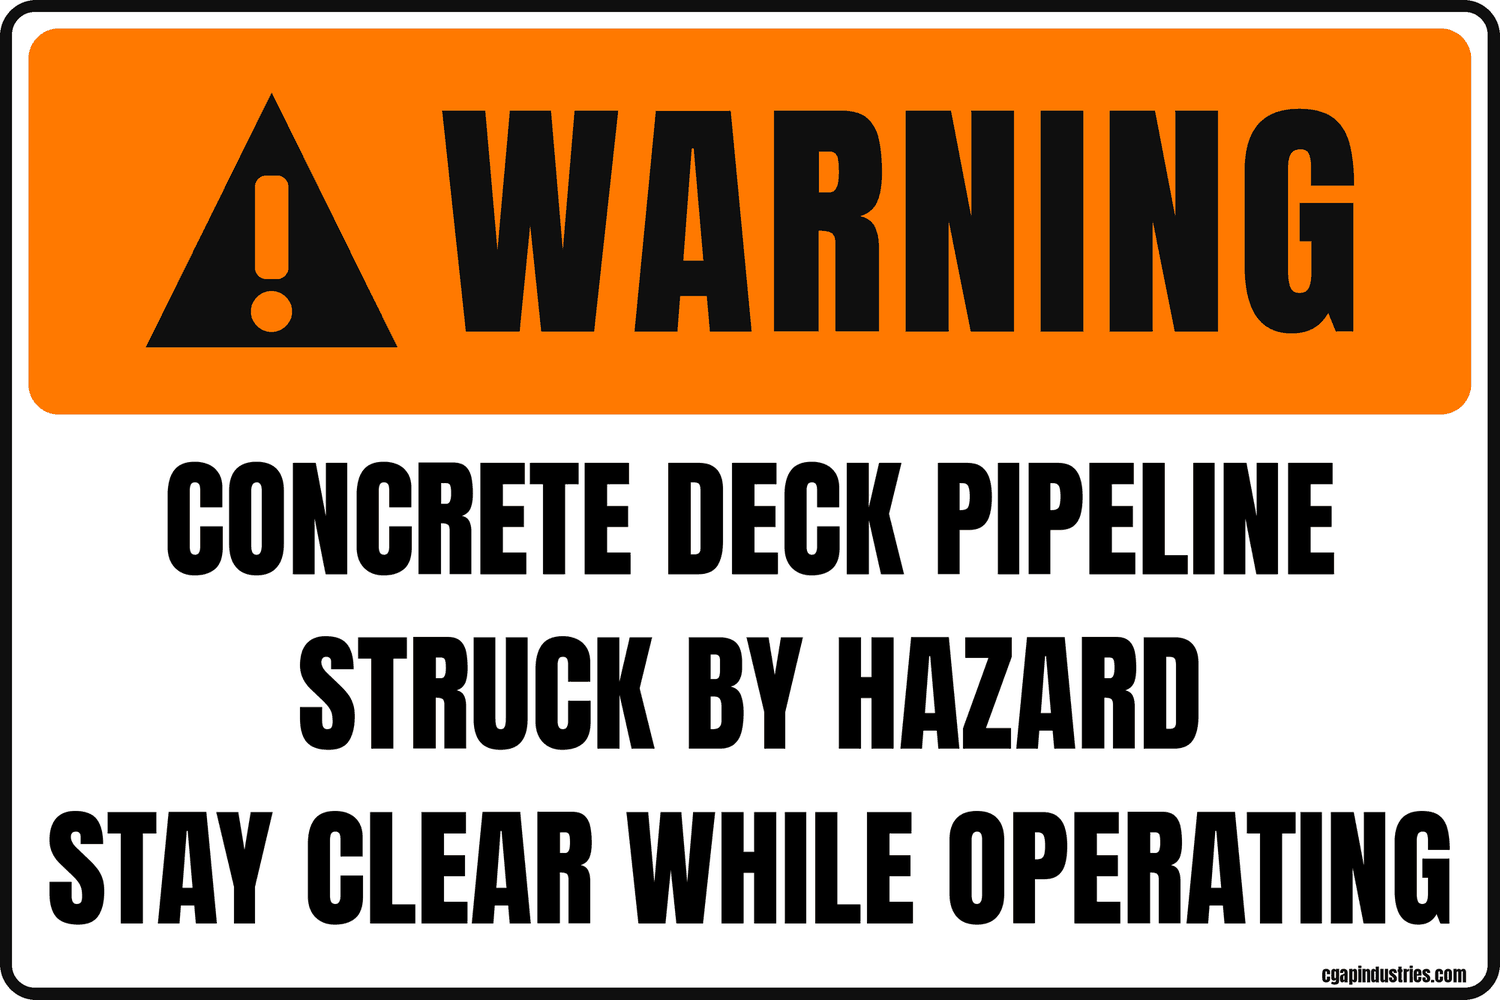 WARNING
CONCRETE DECK PIPELINE
STRUCK BY HAZARD
STAY CLEAR WHILE OPERATING
cgapindustries.com